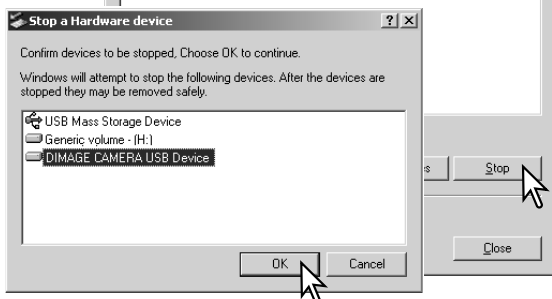 Stop a Hardware device
Confirm devices to be stopped, Choose OK to continue.
Windows will attempt to stop the following devices. After the devices are
stopped they may be removed safely.
USB Mass Storage Device
Generic volume - (H:)
DIMAGE CAMERA USB Device
Stop
Close
OK
Cancel